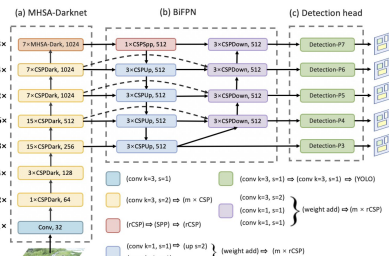 (a) MHSA-Darknet
(b) BiFPN
(c) Detection head
7×MHSA-Dark, 1024
1×CSPSpp, 512
3×CSPDown, 512
Detection-P7
7×CSPDark, 1024
3×CSPUp, 512
3×CSPDown, 512
Detection-P6
7×CSPDark, 1024
3×CSPUp, 512
3×CSPDown, 512
Detection-P5
15×CSPDark, 512
3×CSPUp, 512
3×CSPDown, 512
Detection-P4
15×CSPDark, 256
3×CSPUp, 512
Detection-P3
3×CSPDark, 128
1×CSPDark, 64
Conv, 32
(conv k=3, s=1)
(conv k=3, s=2) ⇒ (m × CSP)
(rCSP) ⇒ (SPP) ⇒ (rCSP)
(conv k=1, s=1) ⇒ (up s=2)
(weight add) ⇒ (m × rCSP)
(conv k=3, s=1) ⇒ (conv k=3, s=1) ⇒ (YOLO)
(conv k=3, s=2)
(conv k=1, s=1)
(conv k=1, s=1)
(weight add) ⇒ (m × rCSP)